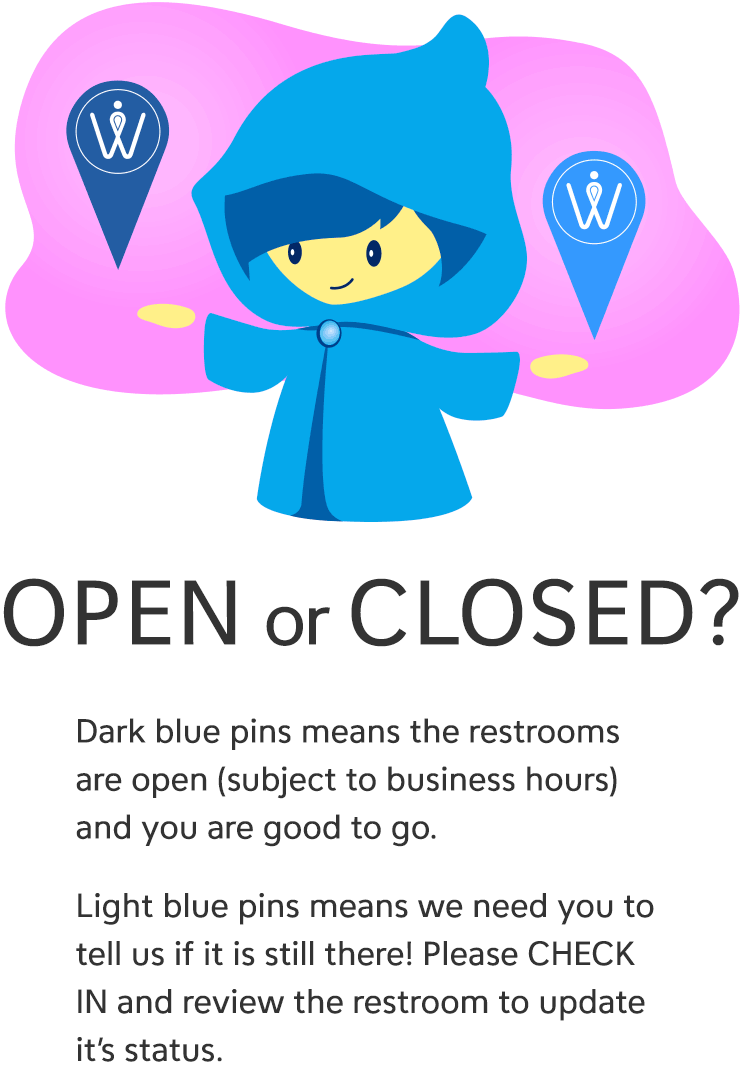 OPEN or CLOSED?
Dark blue pins means the restrooms
are open (subject to business hours)
and you are good to go.
Light blue pins means we need you to
tell us if it is still there! Please CHECK
IN and review the restroom to update
it’s status.